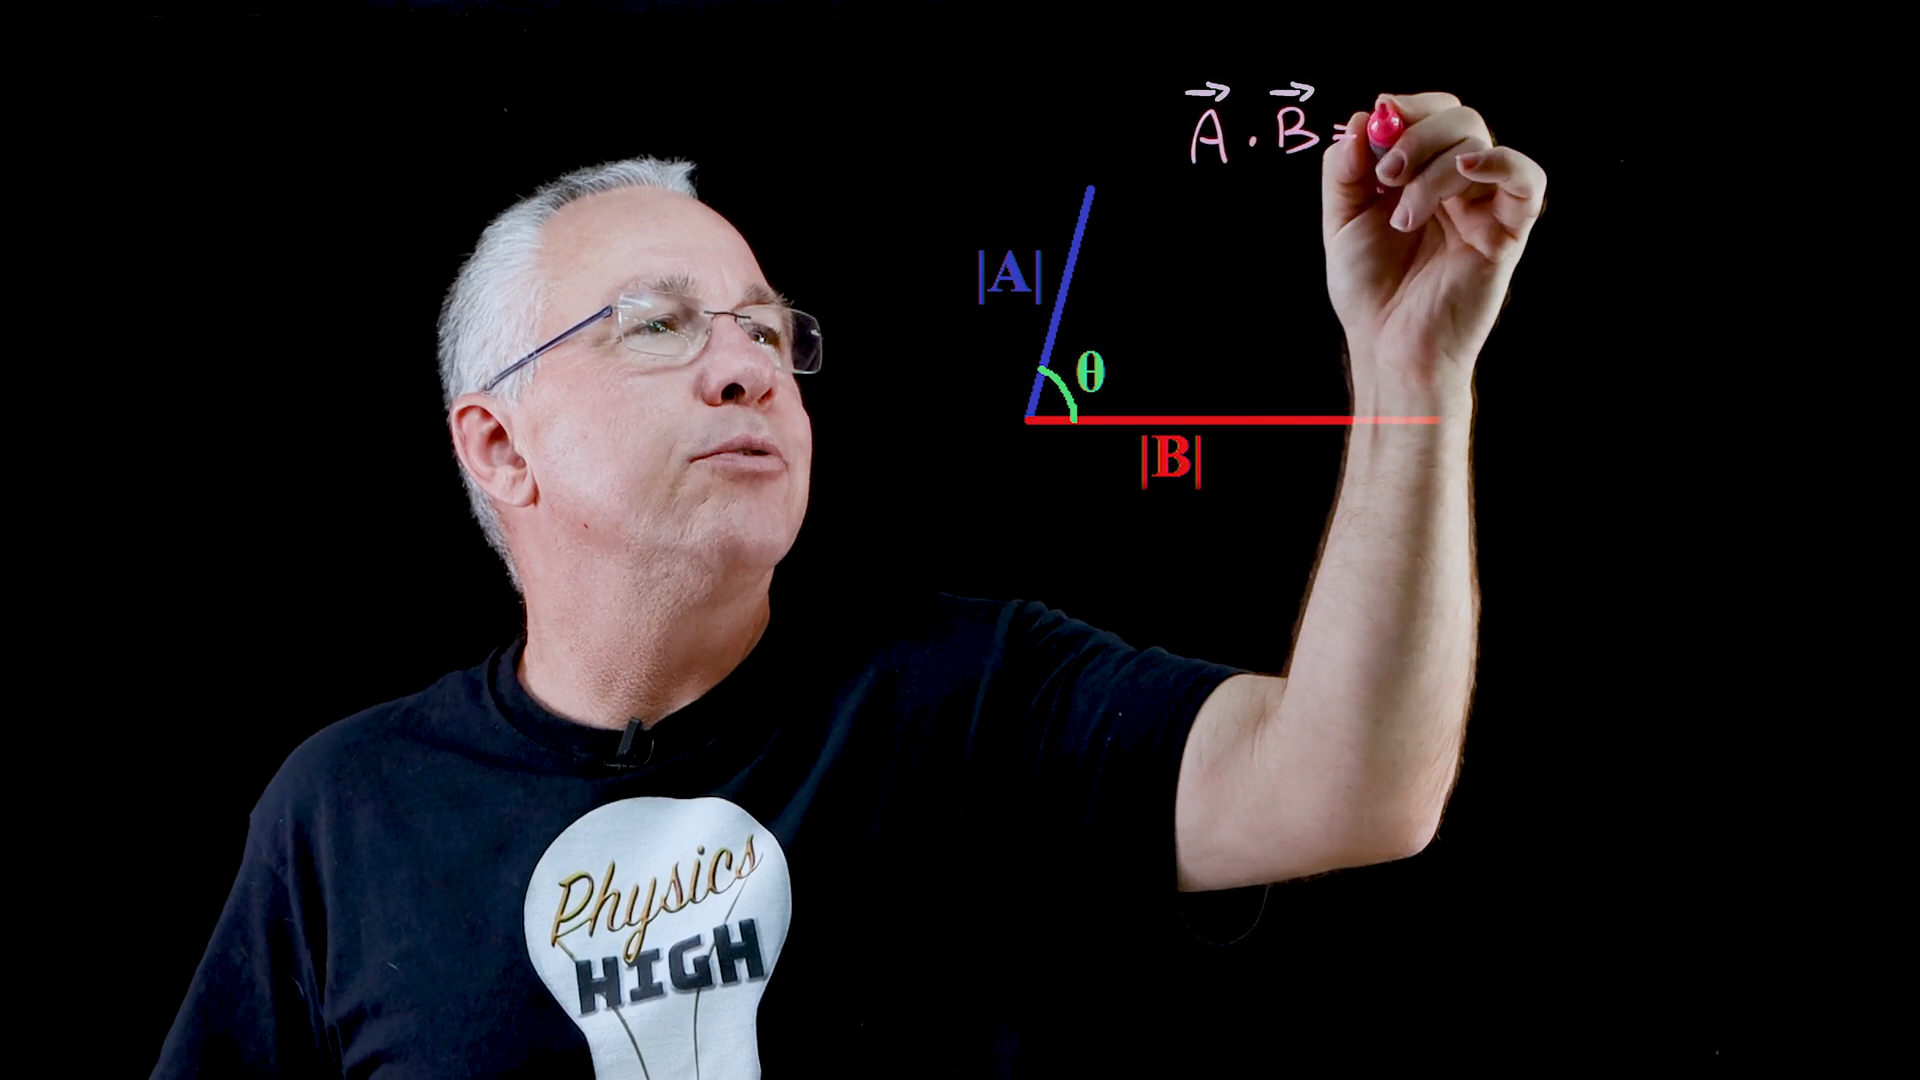 A⃗ · B⃗ =
|A|
θ
|B|
Physics
HIGH